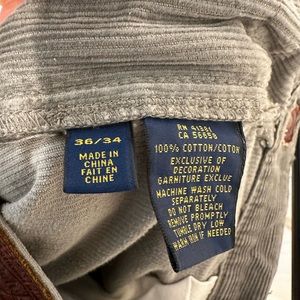 36/34
MADE IN
CHINA
FAIT EN
CHINE
RN 41381
CA 56658
100% COTTON/COTON
EXCLUSIVE OF
DECORATION
GARNITURE EXCLUE
MACHINE WASH COLD
SEPARATELY
DO NOT BLEACH
REMOVE PROMPTLY
TUMBLE DRY LOW
WARM IRON IF NEEDED